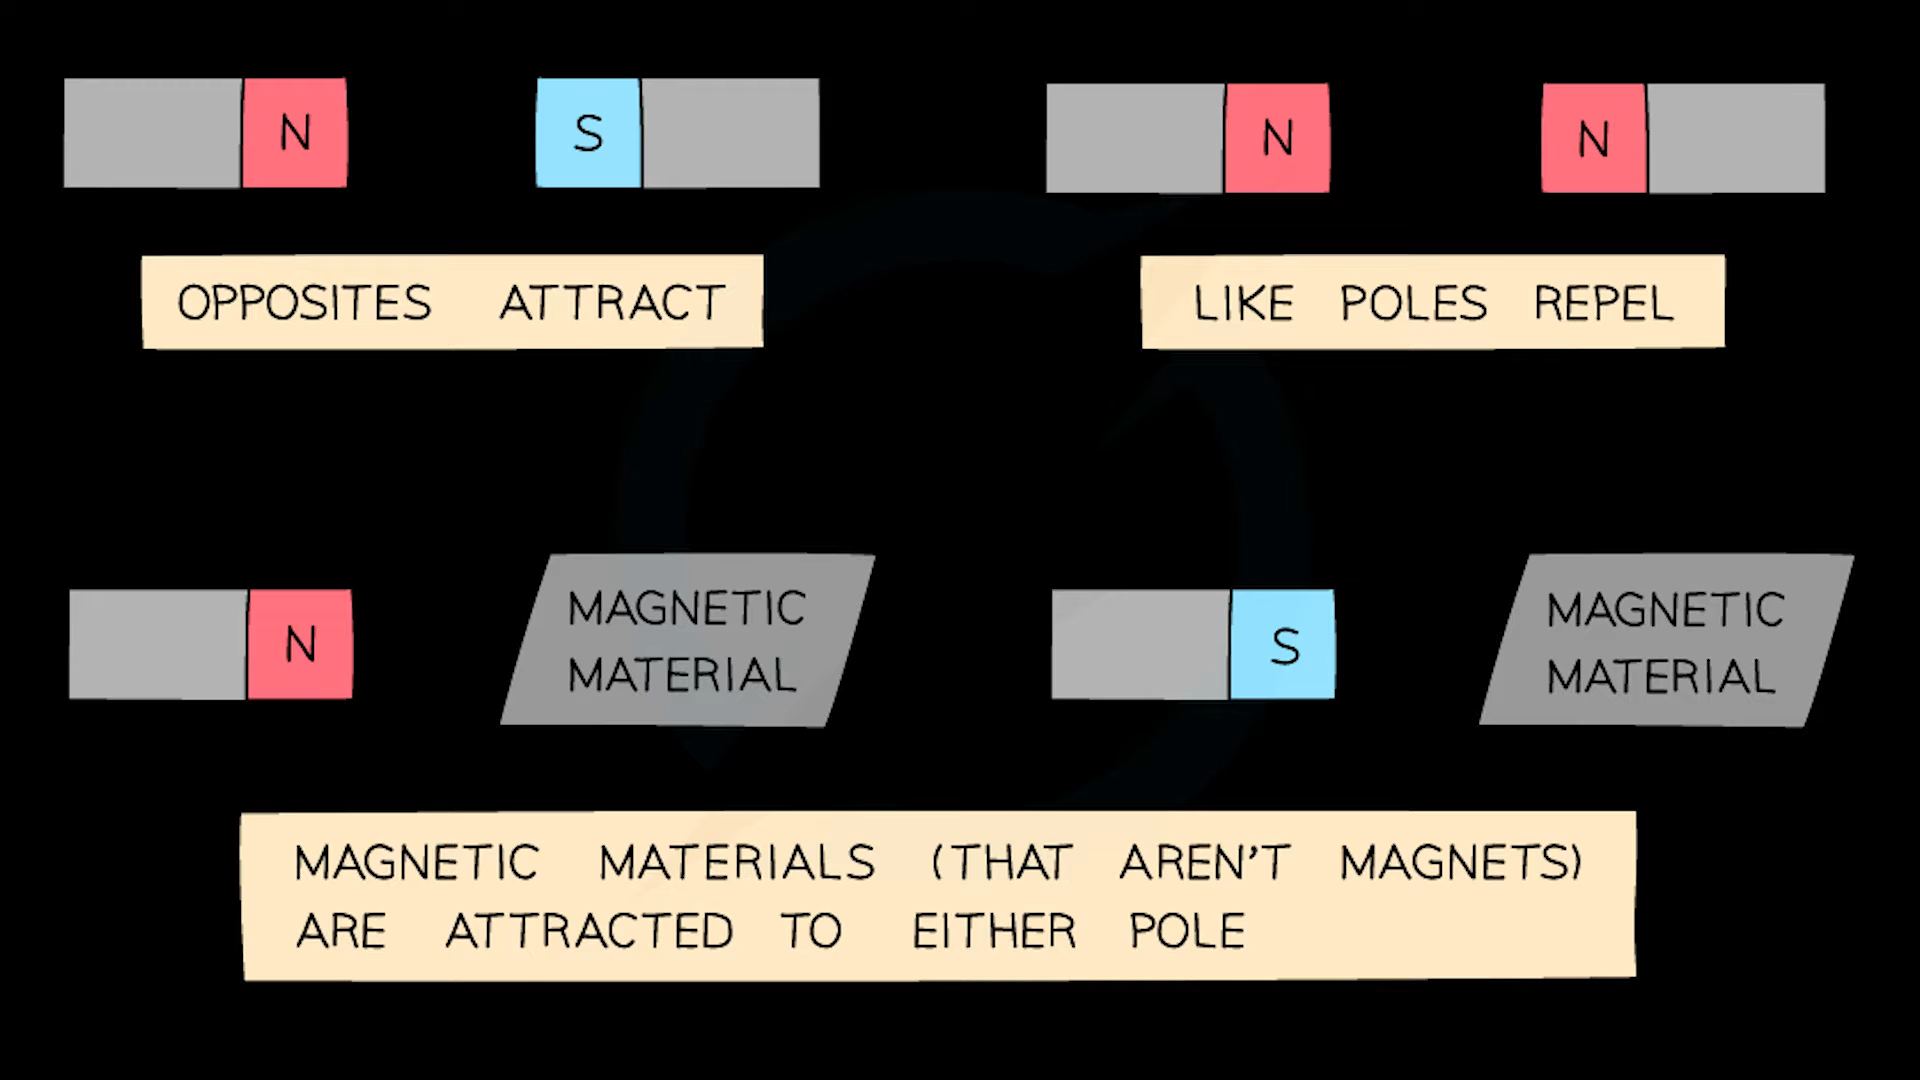 N
S
N
N
OPPOSITES ATTRACT
LIKE POLES REPEL
N
MAGNETIC
MATERIAL
S
MAGNETIC
MATERIAL
MAGNETIC MATERIALS (THAT AREN'T MAGNETS)
ARE ATTRACTED TO EITHER POLE